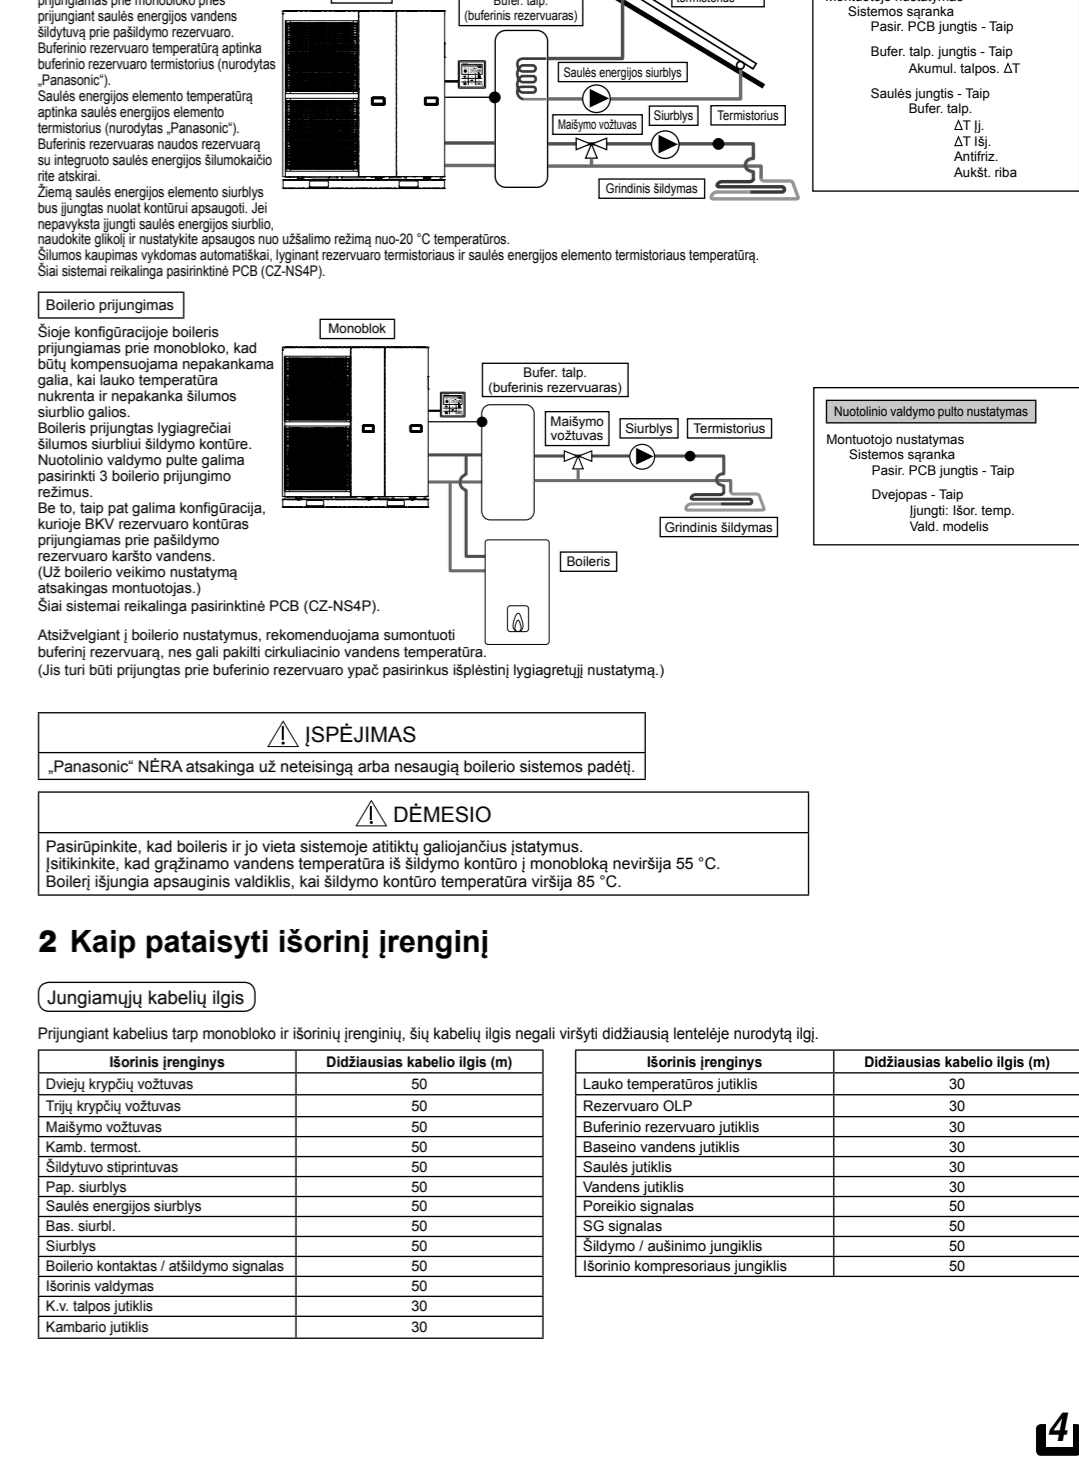 prijungiamas prie monobloko prieš
prijungiant saulės energijos vandens
šildytuvą prie pašildymo rezervuaro.
Buferinio rezervuaro temperatūrą aptinka
buferinio rezervuaro termistorius (nurodytas
„Panasonic“).
Saulės energijos elemento temperatūrą
aptinka saulės energijos elemento
termistorius (nurodytas „Panasonic“).
Buferinis rezervuaras naudos rezervuarą
su integruoto saulės energijos šilumokaičio
rite atskirai.
Žiemą saulės energijos elemento siurblys
bus įjungtas nuolat kontūrui apsaugoti. Jei
nepavyksta įjungti saulės energijos siurblio,
naudokite glikolį ir nustatykite apsaugos nuo užšalimo režimą nuo-20 °C temperatūros.
Šilumos kaupimas vykdomas automatiškai, lyginant rezervuaro termistoriaus ir saulės energijos elemento termistoriaus temperatūrą.
Šiai sistemai reikalinga pasirinktinė PCB (CZ-NS4P).
Bufer. talp.
(buferinis rezervuaras)
termistorius
Saulės energijos siurblys
Maišymo vožtuvas
Siurblys
Termistorius
Grindinis šildymas
Montuotojo nustatymas
Sistemos sąranka
Pasir. PCB jungtis - Taip
Bufer. talp. jungtis - Taip
Akumul. talpos. ΔT
Saulės jungtis - Taip
Bufer. talp.
ΔT Įj.
ΔT Išj.
Antifriz.
Aukšt. riba
Boilerio prijungimas
Šioje konfigūracijoje boileris
prijungiamas prie monobloko, kad
būtų kompensuojama nepakankama
galia, kai lauko temperatūra
nukrenta ir nepakanka šilumos
siurblio galios.
Boileris prijungtas lygiagrečiai
šilumos siurbliui šildymo kontūre.
Nuotolinio valdymo pulte galima
pasirinkti 3 boilerio prijungimo
režimus.
Be to, taip pat galima konfigūracija,
kurioje BKV rezervuaro kontūras
prijungiamas prie pašildymo
rezervuaro karšto vandens.
(Už boilerio veikimo nustatymą
atsakingas montuotojas.)
Šiai sistemai reikalinga pasirinktinė PCB (CZ-NS4P).
Atsižvelgiant į boilerio nustatymus, rekomenduojama sumontuoti
buferinį rezervuarą, nes gali pakilti cirkuliacinio vandens temperatūra.
(Jis turi būti prijungtas prie buferinio rezervuaro ypač pasirinkus išplėstinį lygiagretųjį nustatymą.)
Monoblok
Bufer. talp.
(buferinis rezervuaras)
Maišymo
vožtuvas
Siurblys
Termistorius
Grindinis šildymas
Boileris
Nuotolinio valdymo pulto nustatymas
Montuotojo nustatymas
Sistemos sąranka
Pasir. PCB jungtis - Taip
Dvejopas - Taip
Įjungti: Išor. temp.
Vald. modelis
ĮSPĖJIMAS
„Panasonic“ NĖRA atsakinga už neteisingą arba nesaugią boilerio sistemos padėtį.
DĖMESIO
Pasirūpinkite, kad boileris ir jo vieta sistemoje atitiktų galiojančius įstatymus.
Įsitikinkite, kad grąžinamo vandens temperatūra iš šildymo kontūro į monobloką neviršija 55 °C.
Boilerį išjungia apsauginis valdiklis, kai šildymo kontūro temperatūra viršija 85 °C.
2 Kaip pataisyti išorinį įrenginį
Jungiamųjų kabelių ilgis
Prijungiant kabelius tarp monobloko ir išorinių įrenginių, šių kabelių ilgis negali viršyti didžiausią lentelėje nurodytą ilgį.
Išorinis įrenginys Didžiausias kabelio ilgis (m)
Dviejų krypčių vožtuvas 50
Trijų krypčių vožtuvas 50
Maišymo vožtuvas 50
Kamb. termost. 50
Šildytuvo stiprintuvas 50
Pap. siurblys 50
Saulės energijos siurblys 50
Bas. siurbl. 50
Siurblys 50
Boilerio kontaktas / atšildymo signalas 50
Išorinis valdymas 50
K.v. talpos jutiklis 30
Kambario jutiklis 30
Išorinis įrenginys Didžiausias kabelio ilgis (m)
Lauko temperatūros jutiklis 30
Rezervuaro OLP 30
Buferinio rezervuaro jutiklis 30
Baseino vandens jutiklis 30
Saulės jutiklis 30
Vandens jutiklis 30
Poreikio signalas 50
SG signalas 50
Šildymo / aušinimo jungiklis 50
Išorinio kompresoriaus jungiklis 50
4